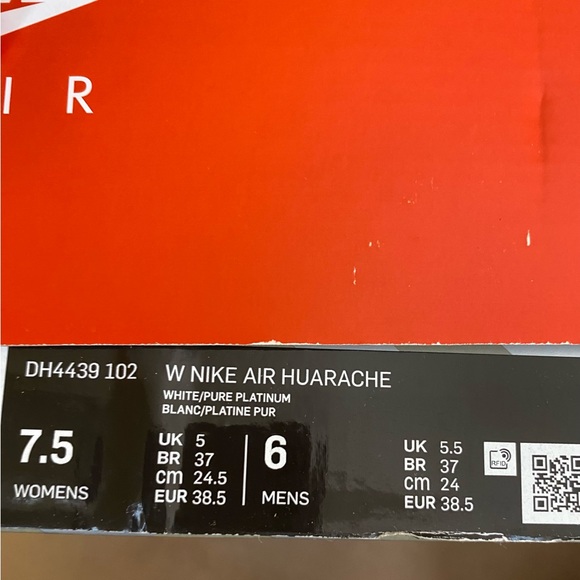 I R
DH4439 102 W NIKE AIR HUARACHE
WHITE/PURE PLATINUM
BLANC/PLATINE PUR
7.5
WOMENS
UK 5
BR 37
cm 24.5
EUR 38.5
6
MENS
UK 5.5
BR 37
cm 24
EUR 38.5
RFID